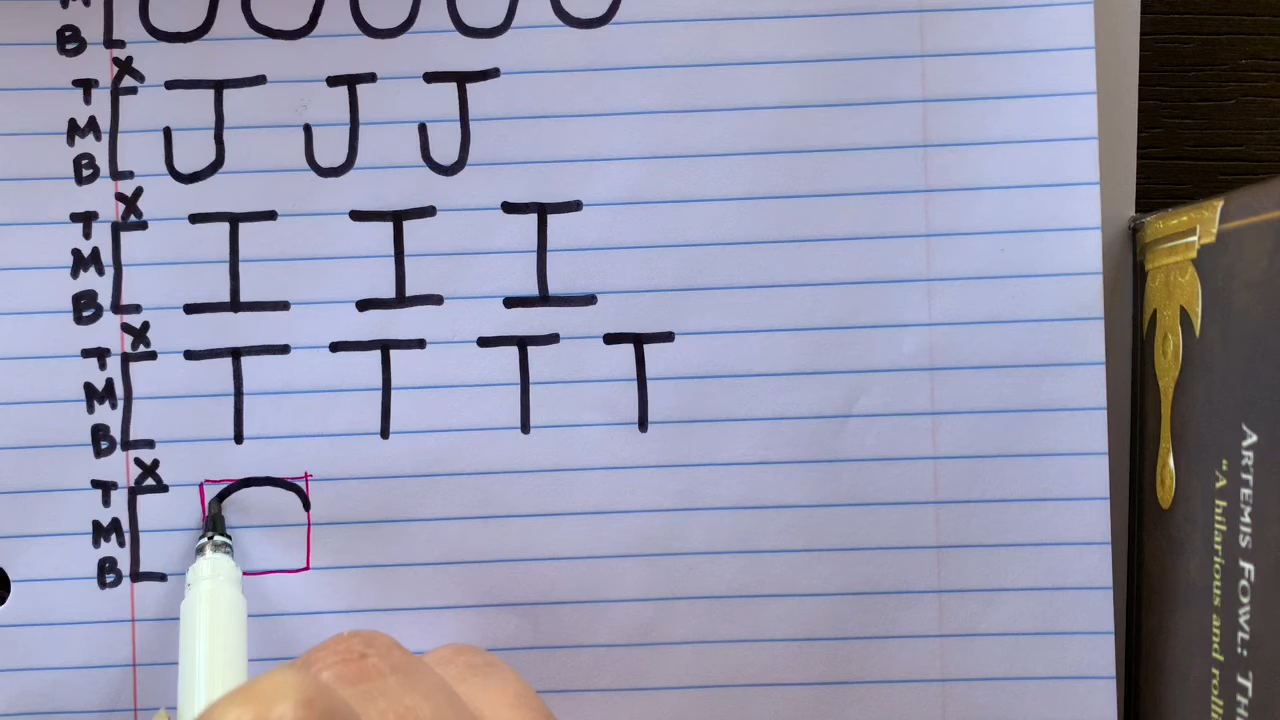 M
B
X
T J J J
M
B
X
T I I I
M
B
X
T T T T T
M
B
X
T
M
B
ARTEMIS FOWL: TH
"A hilarious and rolli